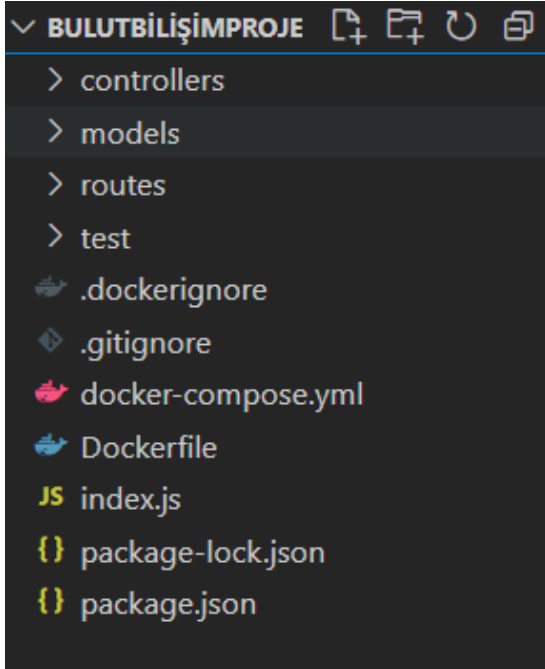 BULUTBİLİŞİMPROJE
controllers
models
routes
test
.dockerignore
.gitignore
docker-compose.yml
Dockerfile
JS index.js
{} package-lock.json
{} package.json